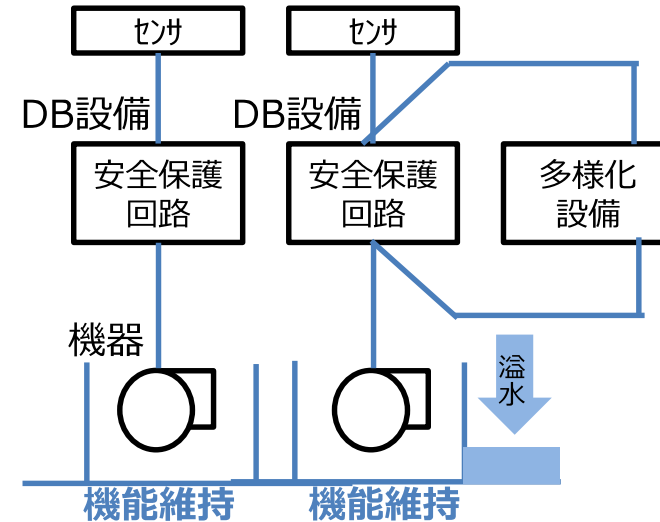 センサ
センサ
DB設備
DB設備
安全保護
回路
安全保護
回路
多様化
設備
機器
溢
水
機能維持
機能維持